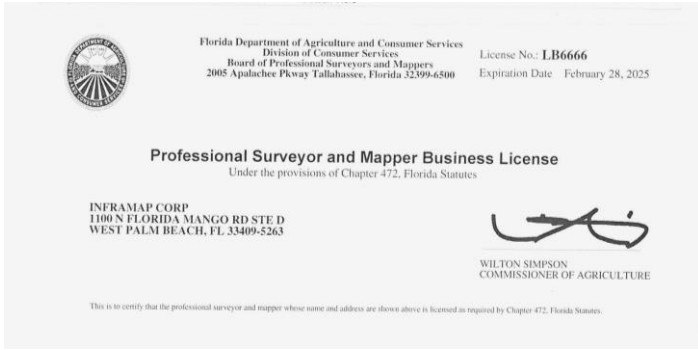 Florida Department of Agriculture and Consumer Services
Division of Consumer Services
Board of Professional Surveyors and Mappers
2005 Apalachee Pkway Tallahassee, Florida 32399-6500
License No.: LB6666
Expiration Date February 28, 2025
Professional Surveyor and Mapper Business License
Under the provisions of Chapter 472, Florida Statutes
INFRAMAP CORP
1100 N FLORIDA MANGO RD STE D
WEST PALM BEACH, FL 33409-5263
WILTON SIMPSON
COMMISSIONER OF AGRICULTURE
This is to certify that the professional surveyor and mapper whose name and address are shown above is licensed as required by Chapter 472, Florida Statutes.